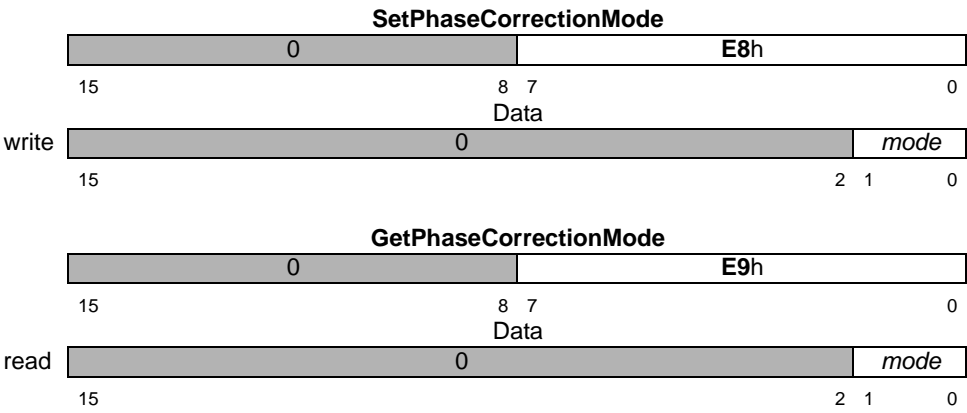 SetPhaseCorrectionMode
0 E8h
15 8 7 0
Data
write 0 mode
15 2 1 0
GetPhaseCorrectionMode
0 E9h
15 8 7 0
Data
read 0 mode
15 2 1 0